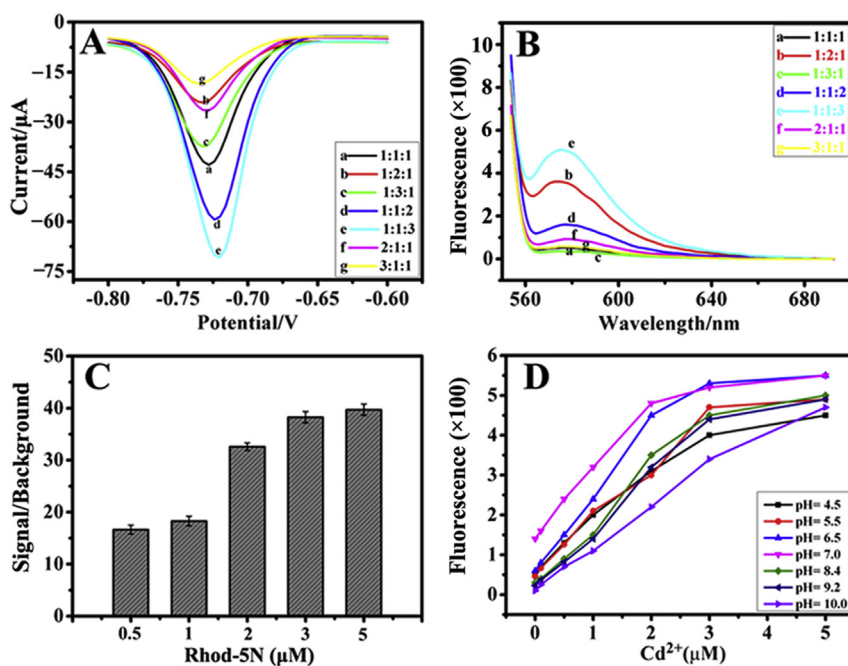 A
0
−15
−30
−45
−60
−75
Current/µA
-0.80
-0.75
-0.70
-0.65
-0.60
Potential/V
g
b
f
c
a
d
e
a 1:1:1
b 1:2:1
c 1:3:1
d 1:1:2
e 1:1:3
f 2:1:1
g 3:1:1
B
10
8
6
4
2
0
Fluorescence (×100)
560
600
640
680
Wavelength/nm
e
b
d
f
g
a
c
a 1:1:1
b 1:2:1
c 1:3:1
d 1:1:2
e 1:1:3
f 2:1:1
g 3:1:1
C
50
40
30
20
10
0
Signal/Background
0.5
1
2
3
5
Rhod-5N (µM)
D
6
5
4
3
2
1
0
Fluorescence (×100)
0
1
2
3
4
5
Cd²⁺(µM)
pH= 4.5
pH= 5.5
pH= 6.5
pH= 7.0
pH= 8.4
pH= 9.2
pH= 10.0